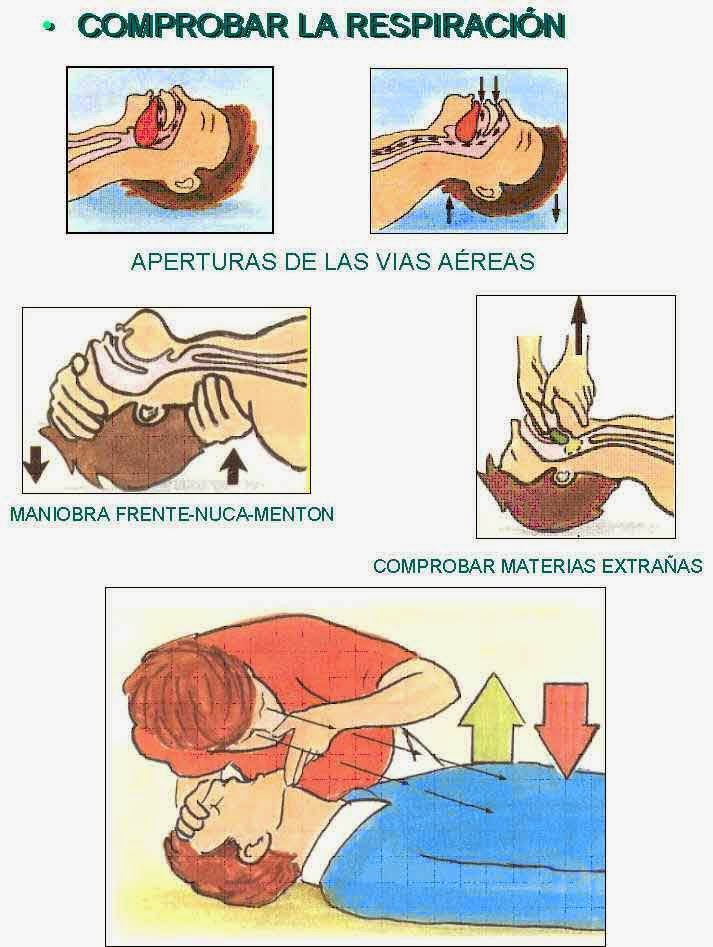 • COMPROBAR LA RESPIRACIÓN
APERTURAS DE LAS VIAS AÉREAS
MANIOBRA FRENTE-NUCA-MENTON
COMPROBAR MATERIAS EXTRAÑAS